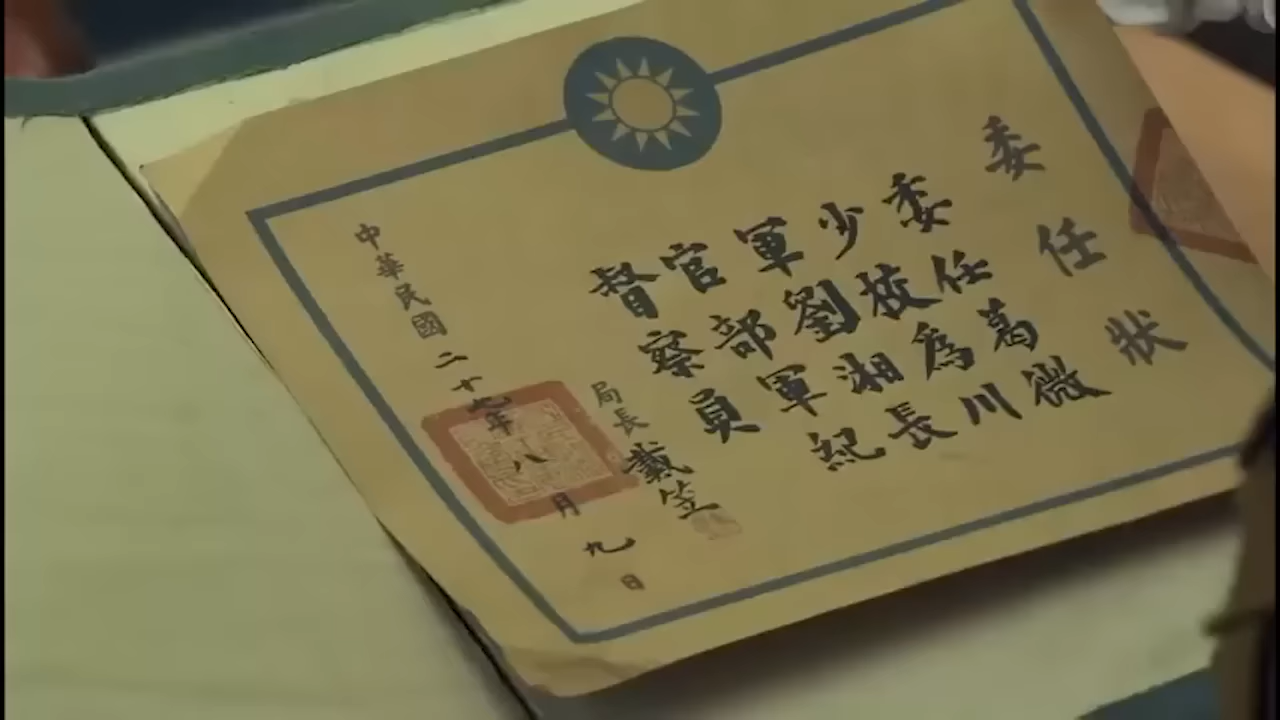 委任狀
委任葛微
少校為川
軍劉湘長
官部軍紀
督察員
局長戴笠
中華民國二十七年八月九日